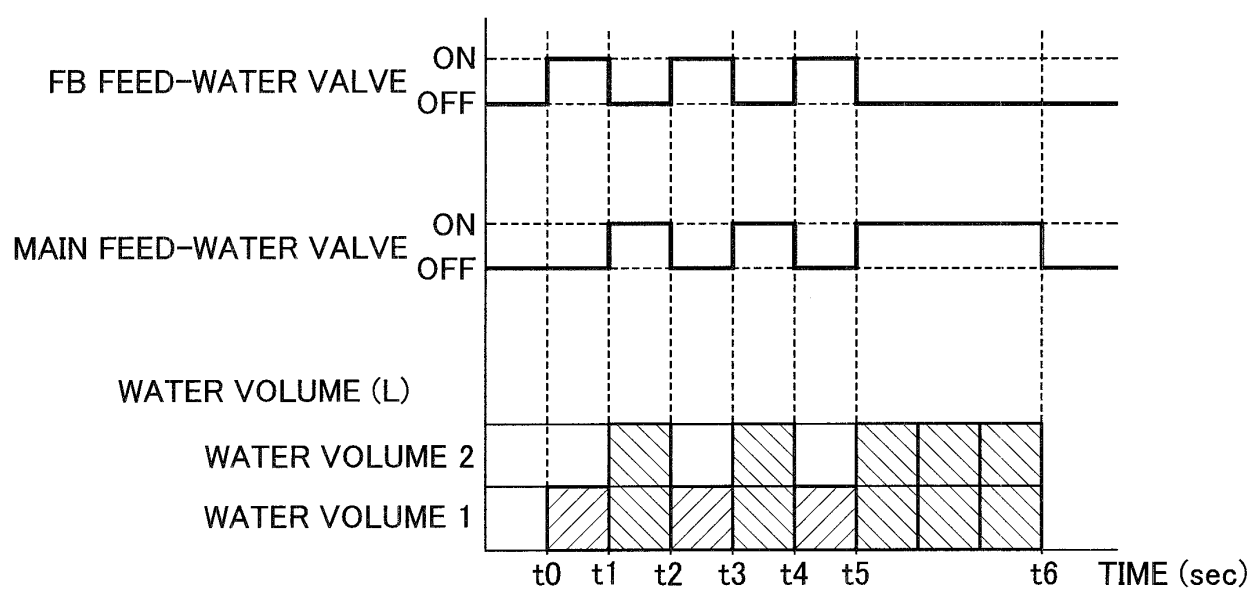 ON
FB FEED-WATER VALVE
OFF
ON
MAIN FEED-WATER VALVE
OFF
WATER VOLUME (L)
WATER VOLUME 2
WATER VOLUME 1
t0 t1 t2 t3 t4 t5 t6 TIME (sec)